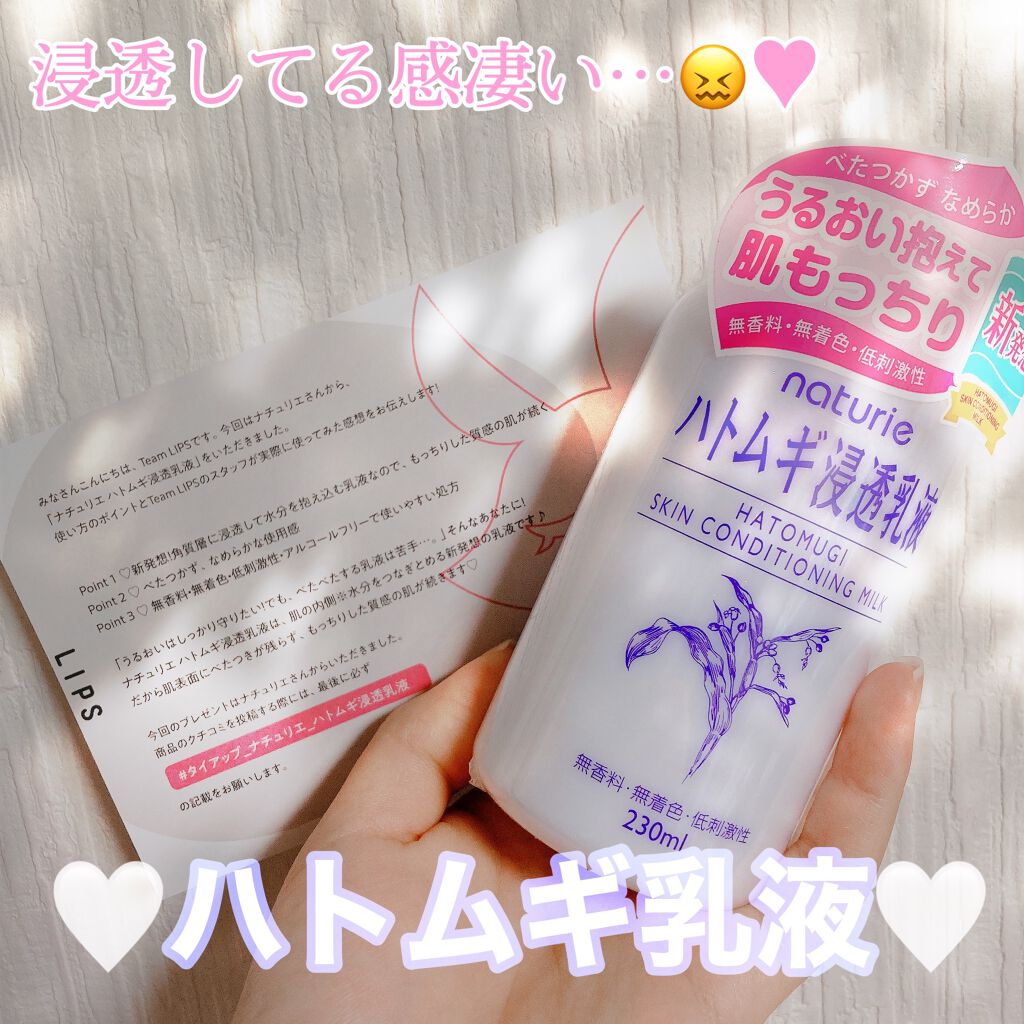 浸透してる感凄い…😖♥
べたつかず なめらか
うるおい抱えて
肌もっちり
無香料・無着色・低刺激性
新発想
HATOMUGI
SKIN CONDITIONING
MILK
naturie
ハトムギ浸透乳液
HATOMUGI
SKIN CONDITIONING MILK
無香料・無着色・低刺激性
230ml
みなさんこんにちは、Team LIPSです。今回はナチュリエさんから、
「ナチュリエ ハトムギ浸透乳液」をいただきました。
使い方のポイントとTeam LIPSのスタッフが実際に使ってみた感想をお伝えします!
Point 1 ♡新発想!角質層に浸透して水分を抱え込む乳液なので、もっちりした質感の肌が続く
Point 2 ♡ べたつかず、なめらかな使用感
Point 3 ♡ 無香料・無着色・低刺激性・アルコールフリーで使いやすい処方
「うるおいはしっかり守りたい!でも、べたべたする乳液は苦手…。」そんなあなたに!
ナチュリエ ハトムギ浸透乳液は、肌の内側※水分をつなぎとめる新発想の乳液です♪
だから肌表面にべたつきが残らず、もっちりした質感の肌が続きます♡
今回のプレゼントはナチュリエさんからいただきました。
商品のクチコミを投稿する際には、最後に必ず
#タイアップ_ナチュリエ_ハトムギ浸透乳液
の記載をお願いします。
LIPS
♥ハトムギ乳液♥